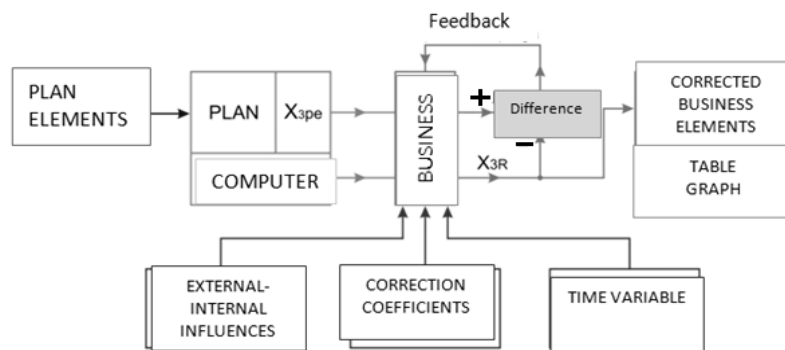 Feedback
PLAN
ELEMENTS
PLAN
X3pe
COMPUTER
BUSINESS
+
Difference
−
X3R
CORRECTED
BUSINESS
ELEMENTS
TABLE
GRAPH
EXTERNAL-
INTERNAL
INFLUENCES
CORRECTION
COEFFICIENTS
TIME VARIABLE